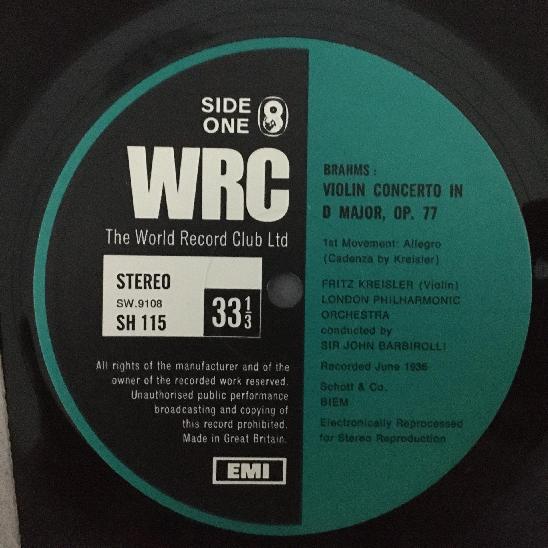 SIDE
ONE
WRC
The World Record Club Ltd
STEREO
SW.9108
SH 115
33 1/3
All rights of the manufacturer and of the
owner of the recorded work reserved.
Unauthorised public performance
broadcasting and copying of
this record prohibited.
Made in Great Britain.
EMI
BRAHMS:
VIOLIN CONCERTO IN
D MAJOR, OP. 77
1st Movement: Allegro
(Cadenza by Kreisler)
FRITZ KREISLER (Violin)
LONDON PHILHARMONIC
ORCHESTRA
conducted by
SIR JOHN BARBIROLLI
Recorded June 1936
Schott & Co.
BIEM
Electronically Reprocessed
for Stereo Reproduction